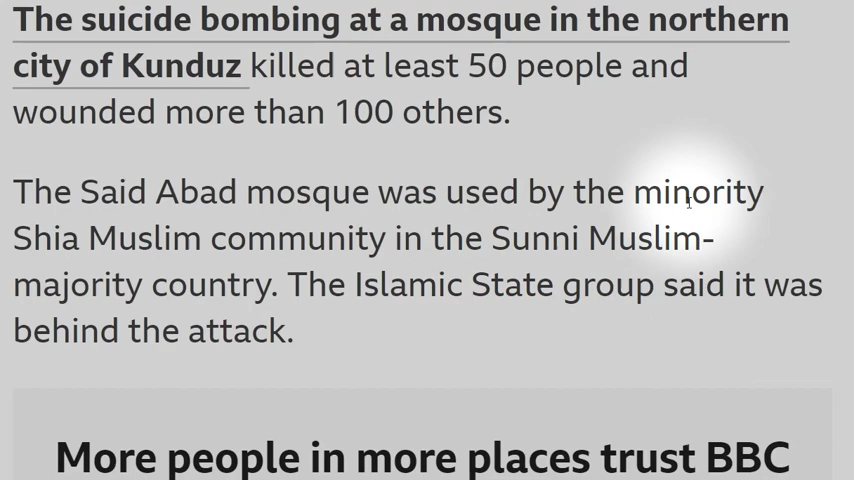 The suicide bombing at a mosque in the northern
city of Kunduz killed at least 50 people and
wounded more than 100 others.
The Said Abad mosque was used by the minority
Shia Muslim community in the Sunni Muslim-
majority country. The Islamic State group said it was
behind the attack.
More people in more places trust BBC